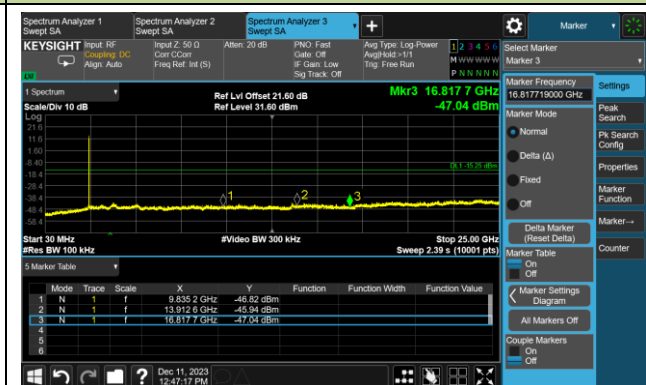 Spectrum Analyzer 1
Swept SA
Spectrum Analyzer 2
Swept SA
Spectrum Analyzer 3
Swept SA
+
Marker
KEYSIGHT
Input: RF
Coupling: DC
Align: Auto
Input Z: 50 Ω
Corr CCorr
Freq Ref: Int (S)
Atten: 20 dB
PNO: Fast
Gate: Off
IF Gain: Low
Sig Track: Off
Avg Type: Log-Power
Avg|Hold:>1/1
Trig: Free Run
1 2 3 4 5 6
M W W W W W
P N N N N N
Select Marker
Marker 3
1 Spectrum
Scale/Div 10 dB
Log
Ref Lvl Offset 21.60 dB
Ref Level 31.60 dBm
Mkr3 16.817 7 GHz
-47.04 dBm
21.6
11.6
1.60
-8.40
-18.4
-28.4
-38.4
-48.4
-58.4
DL1 -15.25 dBm
1
2
3
Start 30 MHz
#Res BW 100 kHz
#Video BW 300 kHz
Stop 25.00 GHz
Sweep 2.39 s (10001 pts)
5 Marker Table
Mode Trace Scale X Y Function Function Width Function Value
1 N 1 f 9.835 2 GHz -46.82 dBm
2 N 1 f 13.912 6 GHz -45.94 dBm
3 N 1 f 16.817 7 GHz -47.04 dBm
4
5
6
Dec 11, 2023
12:47:17 PM
Marker Frequency
16.817719000 GHz
Marker Mode
Normal
Delta (Δ)
Fixed
Off
Delta Marker
(Reset Delta)
Marker Table
On
Off
Marker Settings
Diagram
All Markers Off
Couple Markers
On
Off
Settings
Peak
Search
Pk Search
Config
Properties
Marker
Function
Marker→
Counter